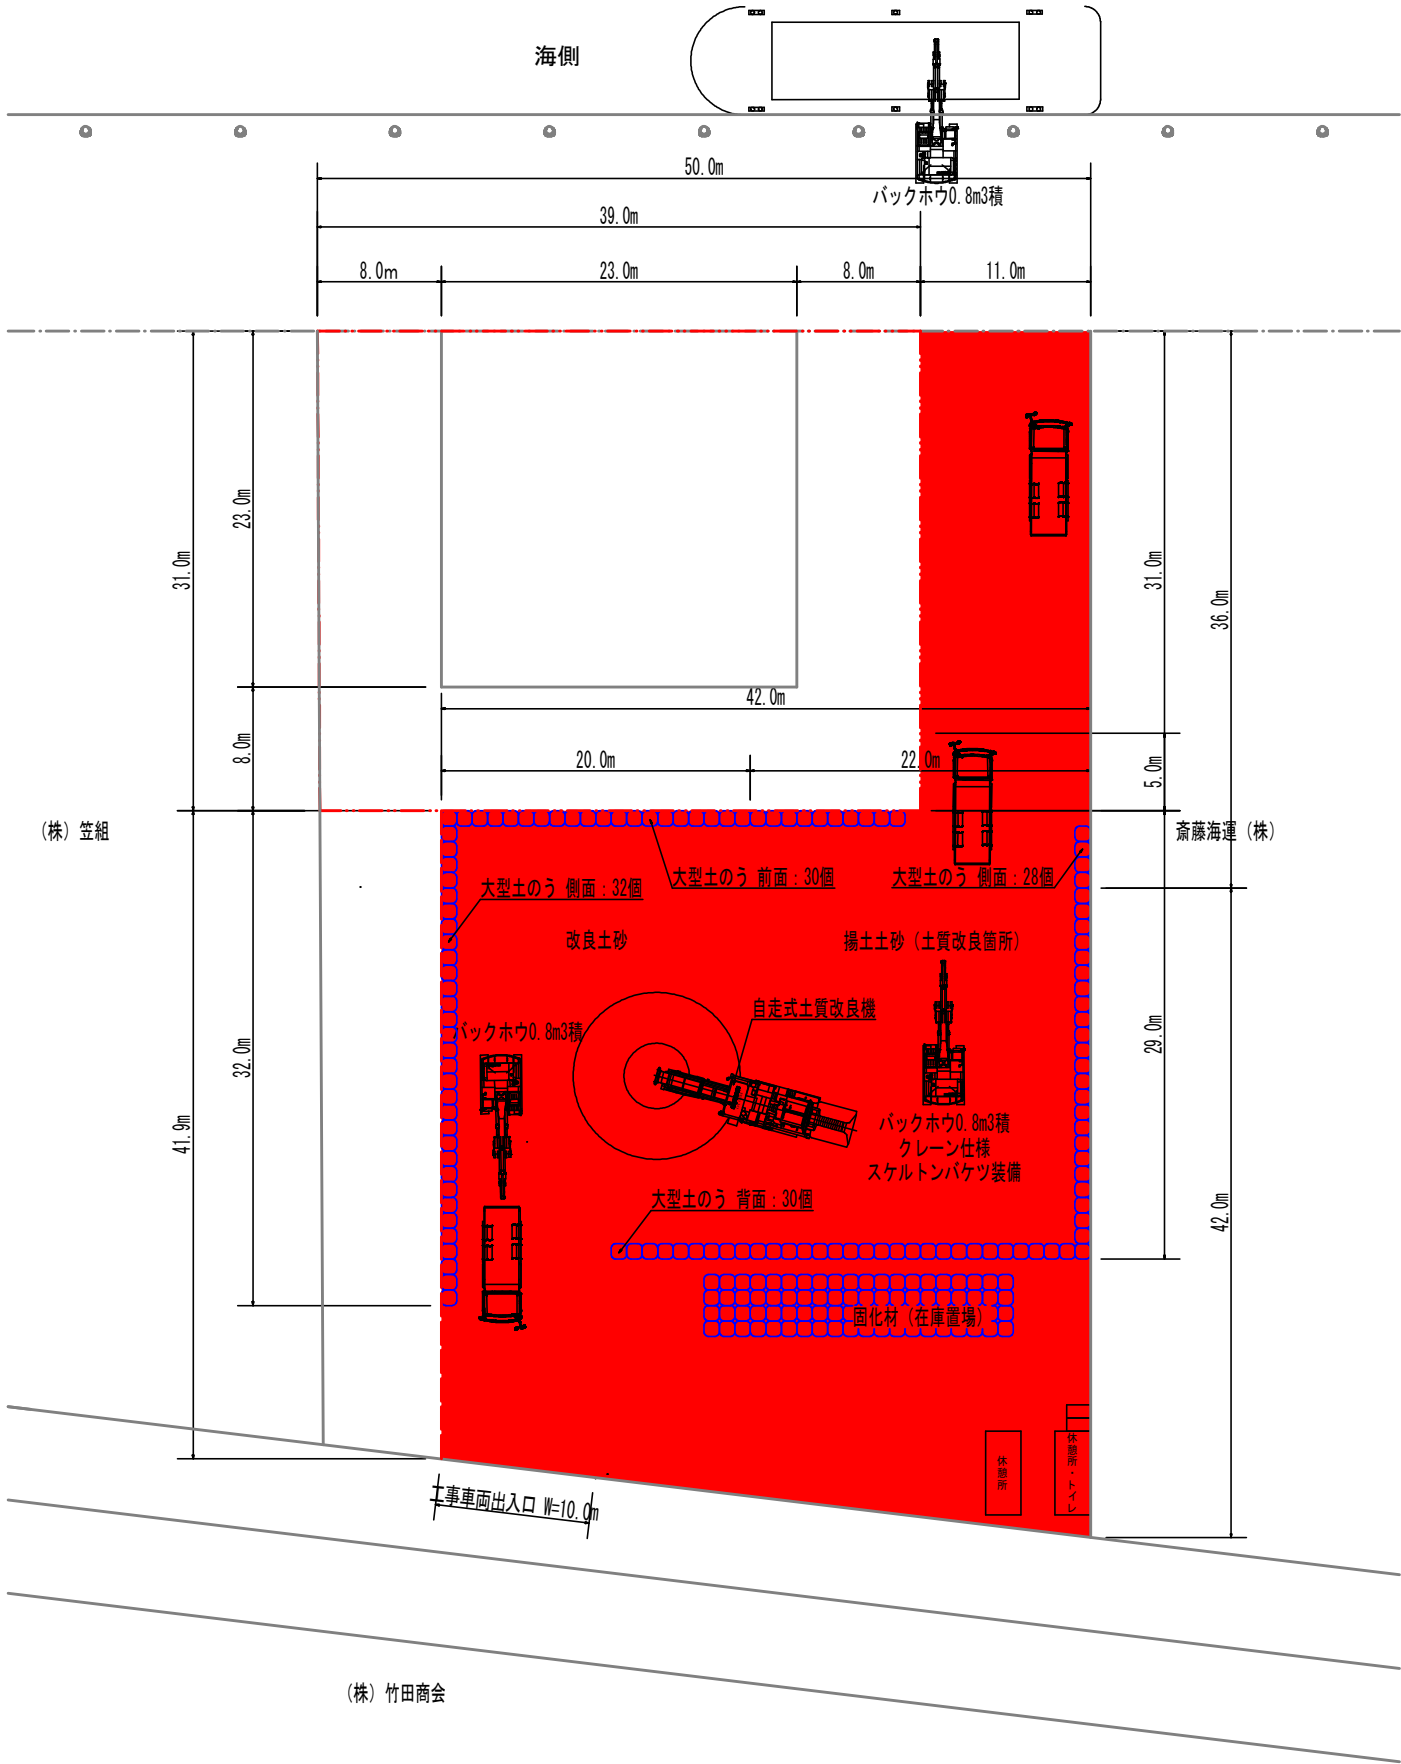 海側
50.0m
バックホウ0.8m3積
39.0m
8.0m
23.0m
8.0m
11.0m
23.0m
31.0m
31.0m
36.0m
42.0m
8.0m
20.0m
22.0m
5.0m
(株) 笠組
斎藤海運 (株)
大型土のう 前面：30個
大型土のう 側面：28個
大型土のう 側面：32個
改良土砂
揚土土砂 (土質改良箇所)
自走式土質改良機
バックホウ0.8m3積
29.0m
32.0m
41.9m
バックホウ0.8m3積
クレーン仕様
スケルトンバケツ装備
大型土のう 背面：30個
42.0m
固化材 (在庫置場)
休憩所・トイレ
休憩所
工事車両出入口 W=10.0m
(株) 竹田商会